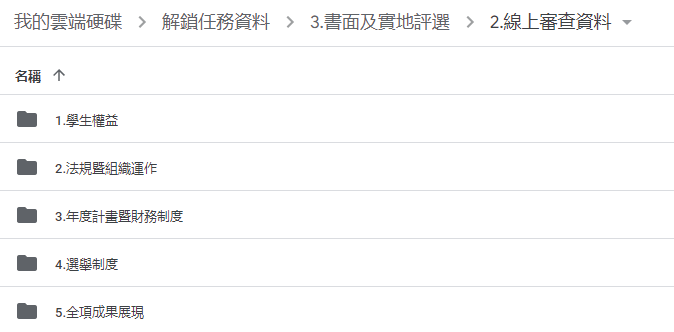 我的雲端硬碟 > 解鎖任務資料 > 3.書面及實地評選 > 2.線上審查資料
名稱 ↑
1.學生權益
2.法規暨組織運作
3.年度計畫暨財務制度
4.選舉制度
5.全項成果展現